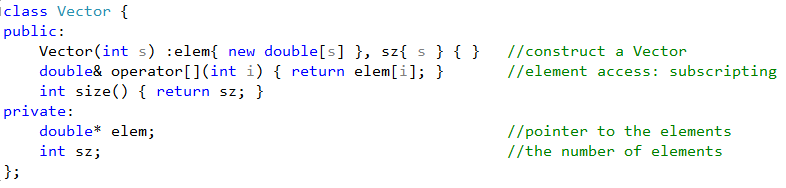 class Vector {
public:
    Vector(int s) :elem{ new double[s] }, sz{ s } { }   //construct a Vector
    double& operator[](int i) { return elem[i]; }       //element access: subscripting
    int size() { return sz; }
private:
    double* elem;                                       //pointer to the elements
    int sz;                                             //the number of elements
};